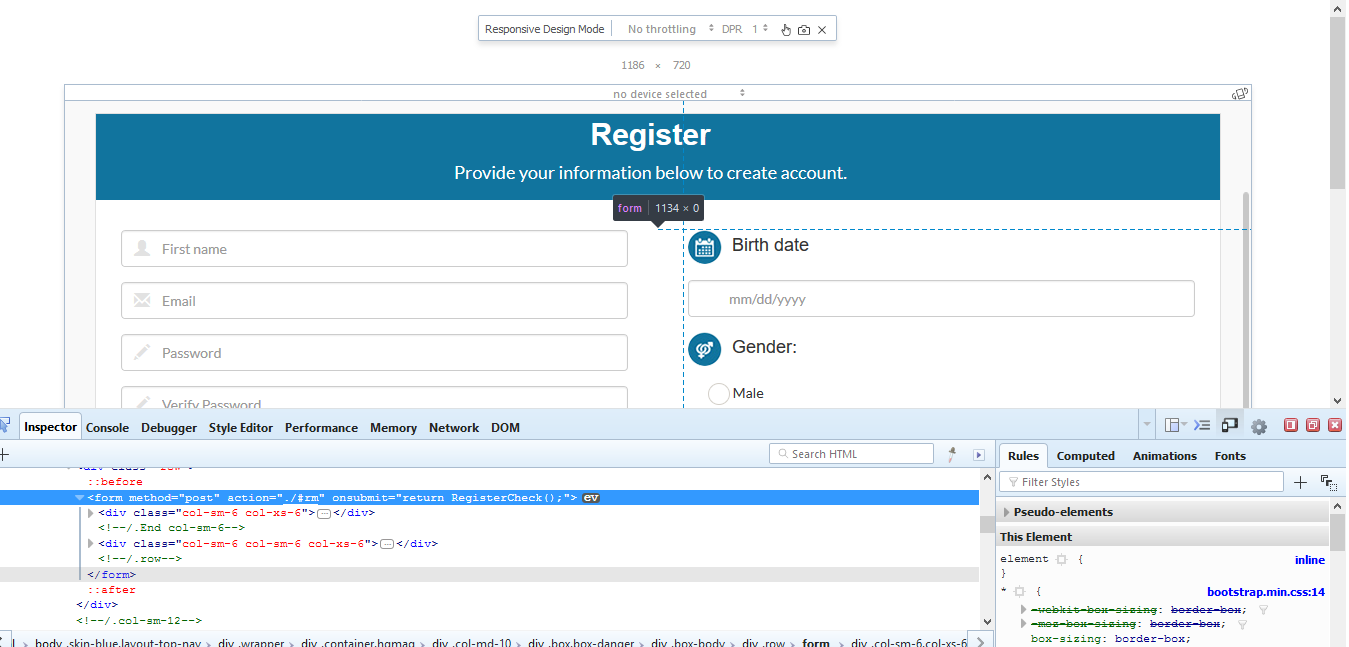 Responsive Design Mode No throttling DPR 1
1186 × 720
no device selected
Register
Provide your information below to create account.
form 1134 × 0
First name
Birth date
Email
mm/dd/yyyy
Password
Gender:
Male
Verify Password
Inspector Console Debugger Style Editor Performance Memory Network DOM
Search HTML
Rules Computed Animations Fonts
Filter Styles
<div class="row">
::before
<form method="post" action="./#rm" onsubmit="return RegisterCheck();"> ev
<div class="col-sm-6 col-xs-6"></div>
<!--/.End col-sm-6-->
<div class="col-sm-6 col-sm-6 col-xs-6"></div>
<!--/.row-->
</form>
::after
</div>
<!--/.col-sm-12-->
Pseudo-elements
This Element
element { inline
}
* { bootstrap.min.css:14
-webkit-box-sizing: border-box;
-moz-box-sizing: border-box;
box-sizing: border-box;
body.skin-blue.layout-top-nav div.wrapper div.container.bgmag div.col-md-10 div.box.box-danger div.box-body div.row form div.col-sm-6.col-xs-6